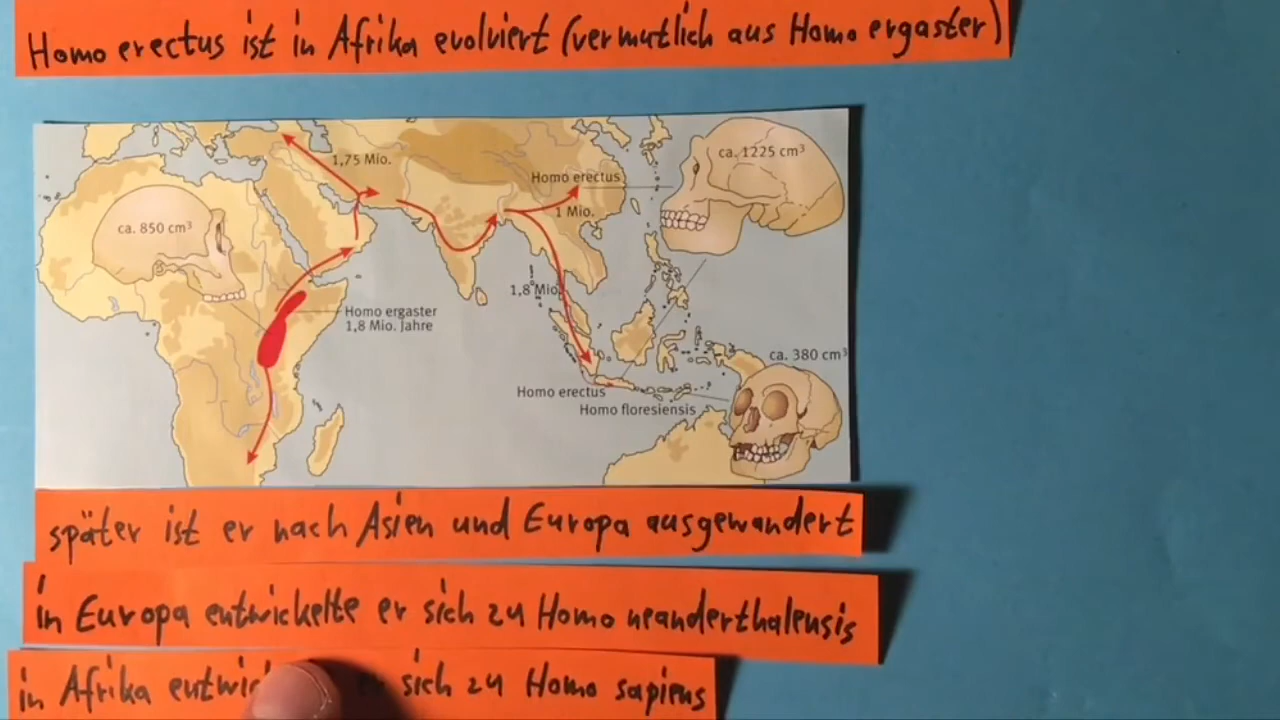 Homo erectus ist in Afrika evolviert (vermutlich aus Homo ergaster)
1,75 Mio.
ca. 1225 cm³
Homo erectus
1 Mio.
ca. 850 cm³
1,8 Mio.
Homo ergaster
1,8 Mio. Jahre
ca. 380 cm³
Homo erectus
Homo floresiensis
später ist er nach Asien und Europa ausgewandert
in Europa entwickelte er sich zu Homo neanderthalensis
in Afrika sich zu Homo sapiens